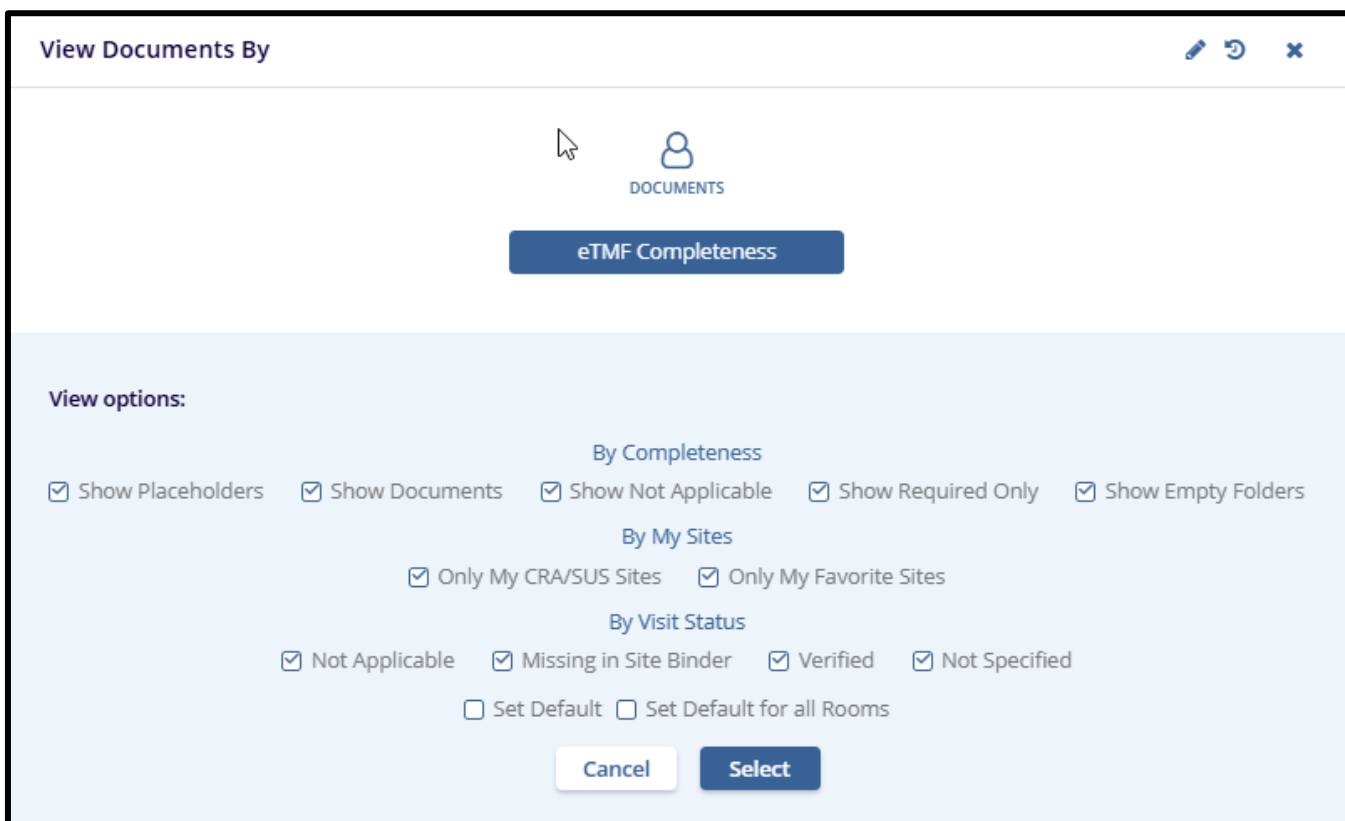 View Documents By
DOCUMENTS
eTMF Completeness
View options:
By Completeness
Show Placeholders Show Documents Show Not Applicable Show Required Only Show Empty Folders
By My Sites
Only My CRA/SUS Sites Only My Favorite Sites
By Visit Status
Not Applicable Missing in Site Binder Verified Not Specified
Set Default Set Default for all Rooms
Cancel Select